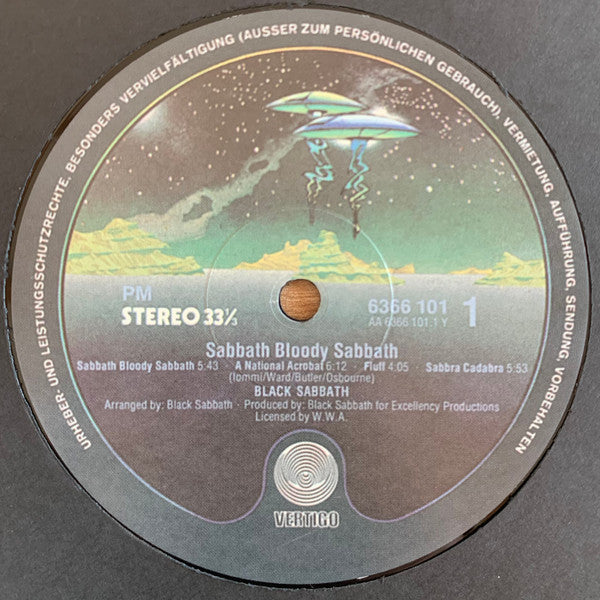 URHEBER- UND LEISTUNGSSCHUTZRECHTE, BESONDERS VERVIELFÄLTIGUNG (AUSSER ZUM PERSÖNLICHEN GEBRAUCH), VERMIETUNG, AUFFÜHRUNG, SENDUNG, VORBEHALTEN
PM
STEREO 33⅓
6366 101
AA 6366 101.1 Y
1
Sabbath Bloody Sabbath
Sabbath Bloody Sabbath 5:43 · A National Acrobat 6:12 · Fluff 4:05 · Sabbra Cadabra 5:53
(Iommi/Ward/Butler/Osbourne)
BLACK SABBATH
Arranged by: Black Sabbath · Produced by: Black Sabbath for Excellency Productions
Licensed by W.W.A.
VERTIGO